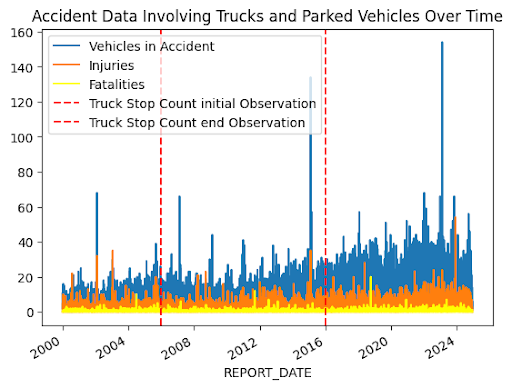 Accident Data Involving Trucks and Parked Vehicles Over Time
160
140
120
100
80
60
40
20
0
Vehicles in Accident
Injuries
Fatalities
Truck Stop Count initial Observation
Truck Stop Count end Observation
2000
2004
2008
2012
2016
2020
2024
REPORT_DATE